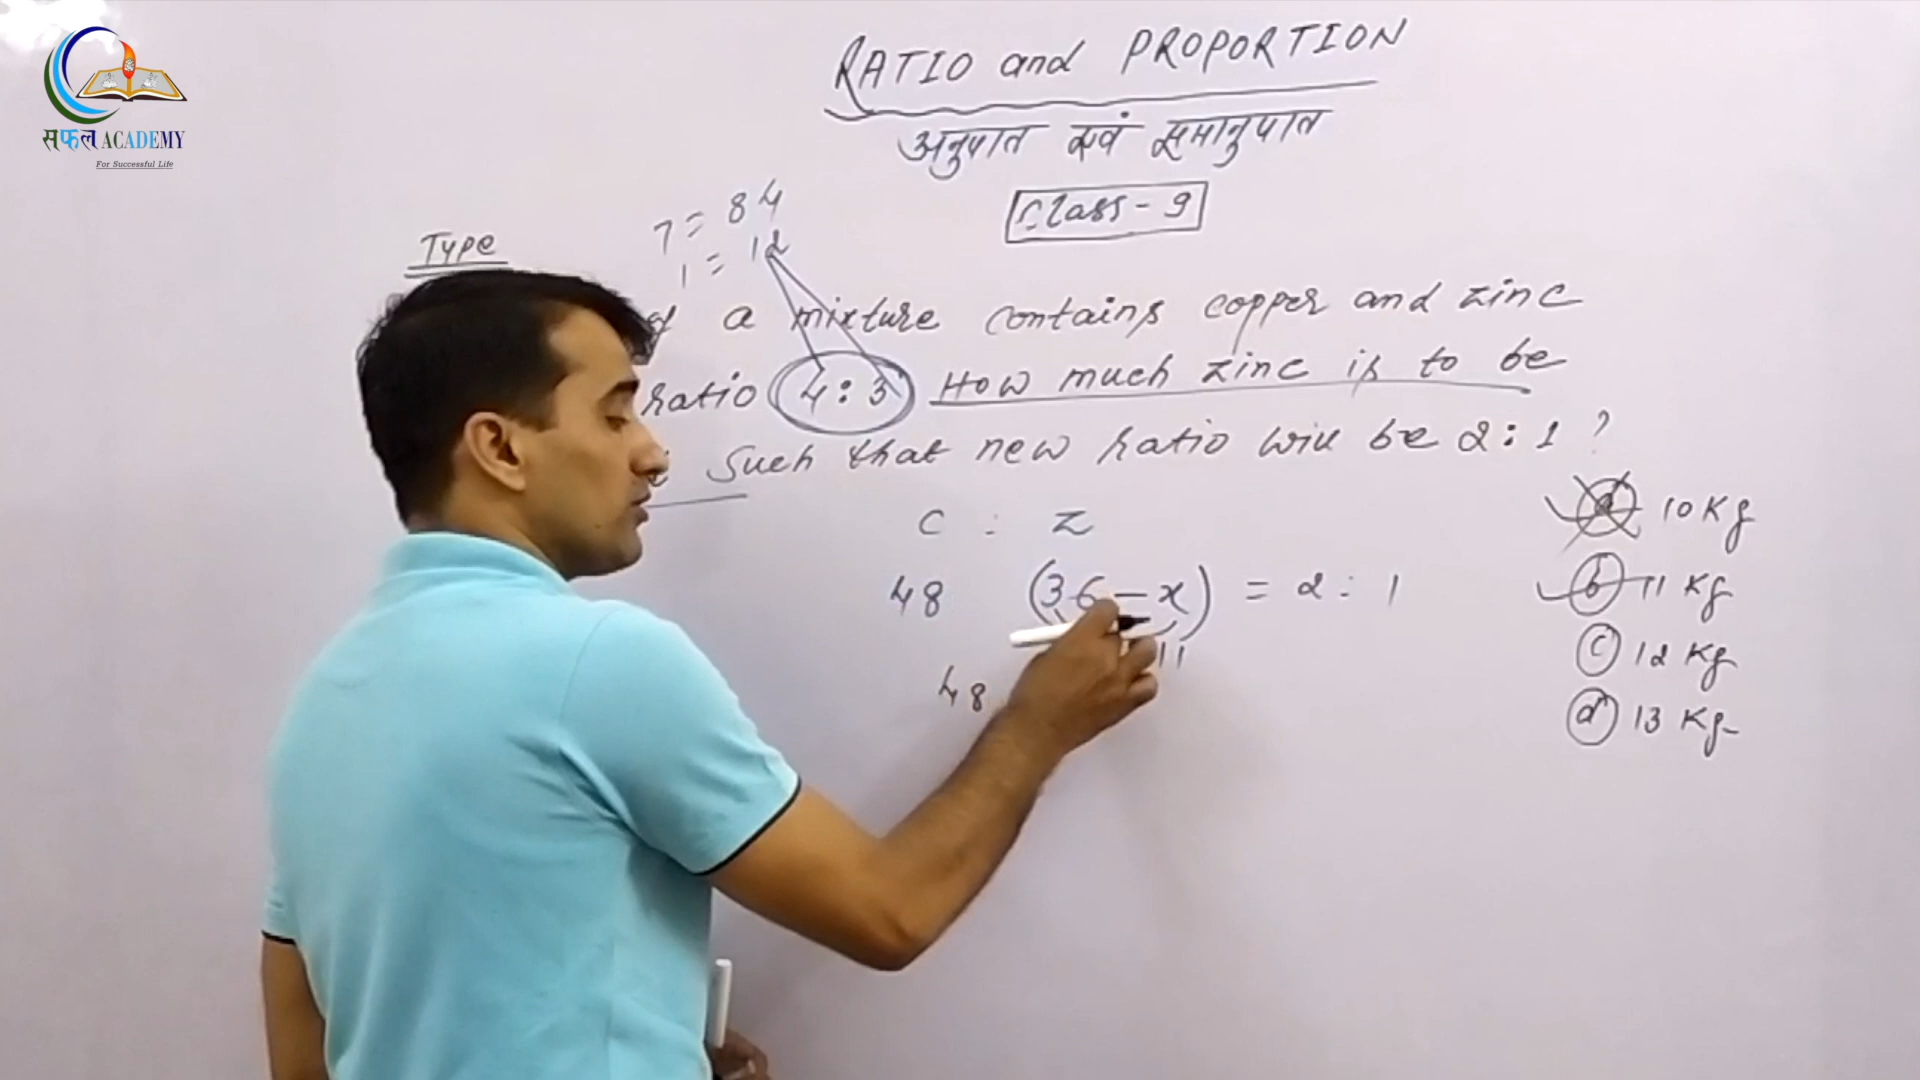 सफल ACADEMY
For Successful Life
RATIO and PROPORTION
अनुपात एवं समानुपात
Class - 9
7 = 84
1 = 12
Type
a mixture contains copper and zinc
ratio 4 : 3 How much zinc is to be
Such that new ratio will be 2 : 1 ?
C : Z
48 (36 - x) = 2 : 1
11
48
10 Kg
(b) 11 Kg
(c) 12 Kg
(d) 13 Kg